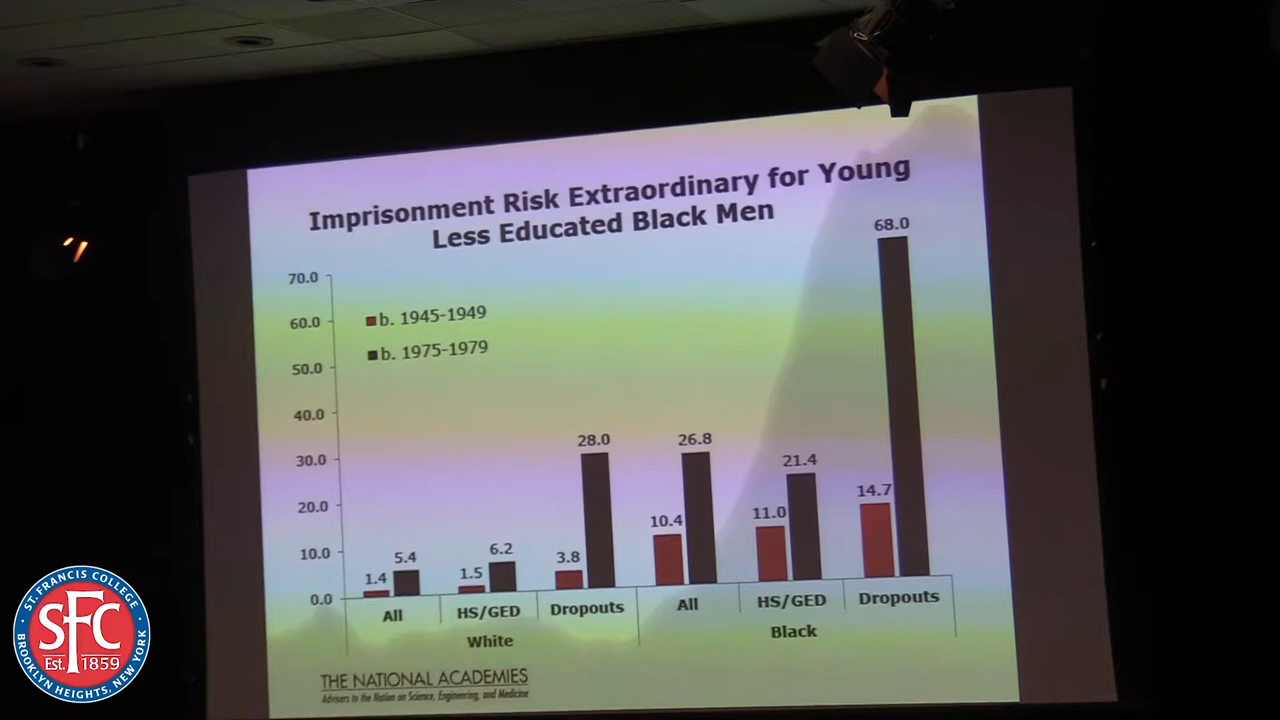 Imprisonment Risk Extraordinary for Young
Less Educated Black Men
70.0
60.0
50.0
40.0
30.0
20.0
10.0
0.0
b. 1945-1949
b. 1975-1979
1.4
5.4
1.5
6.2
3.8
28.0
10.4
26.8
11.0
21.4
14.7
68.0
All
HS/GED
Dropouts
All
HS/GED
Dropouts
White
Black
THE NATIONAL ACADEMIES
Advisers to the Nation on Science, Engineering, and Medicine
ST. FRANCIS COLLEGE
SFC
Est. 1859
BROOKLYN HEIGHTS, NEW YORK